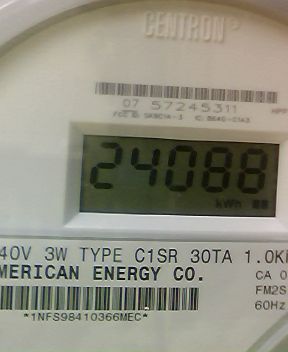 CENTRON®
07 57245311
24088
kWh
40V 3W TYPE C1SR 30TA 1.0K
MERICAN ENERGY CO.
CA 0
FM2S
60Hz
*1NFS98410366MEC*